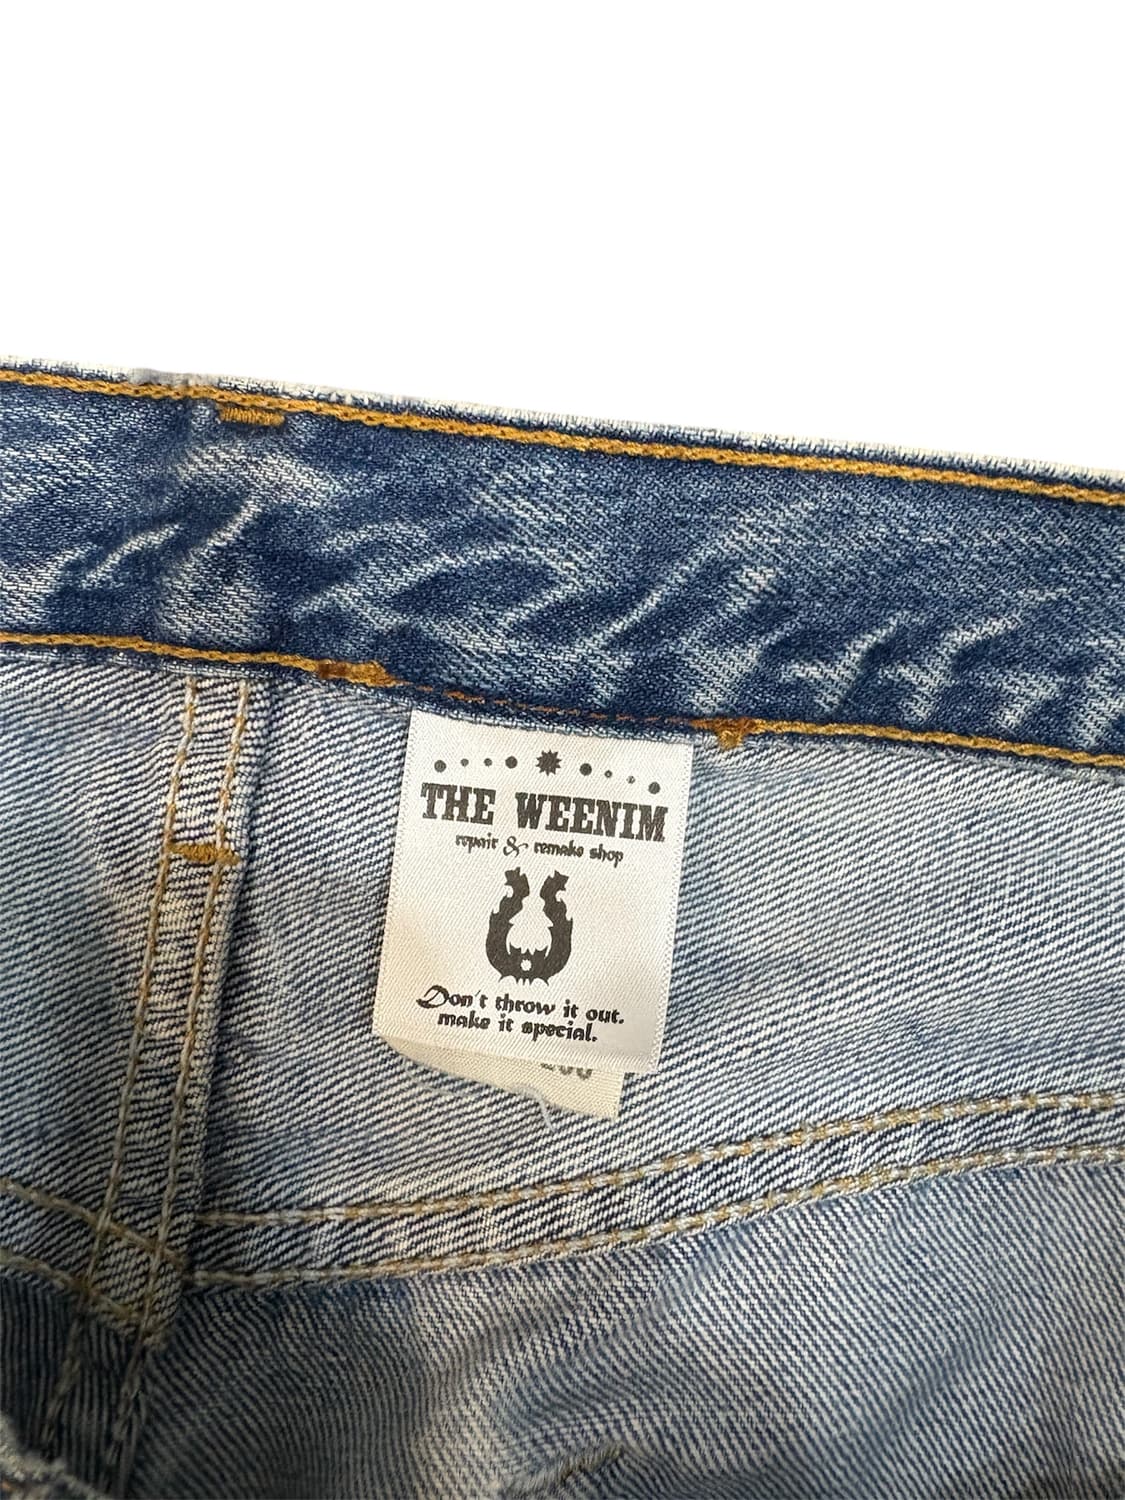 THE WEENIM
repair & remake shop
Don't throw it out.
make it special.